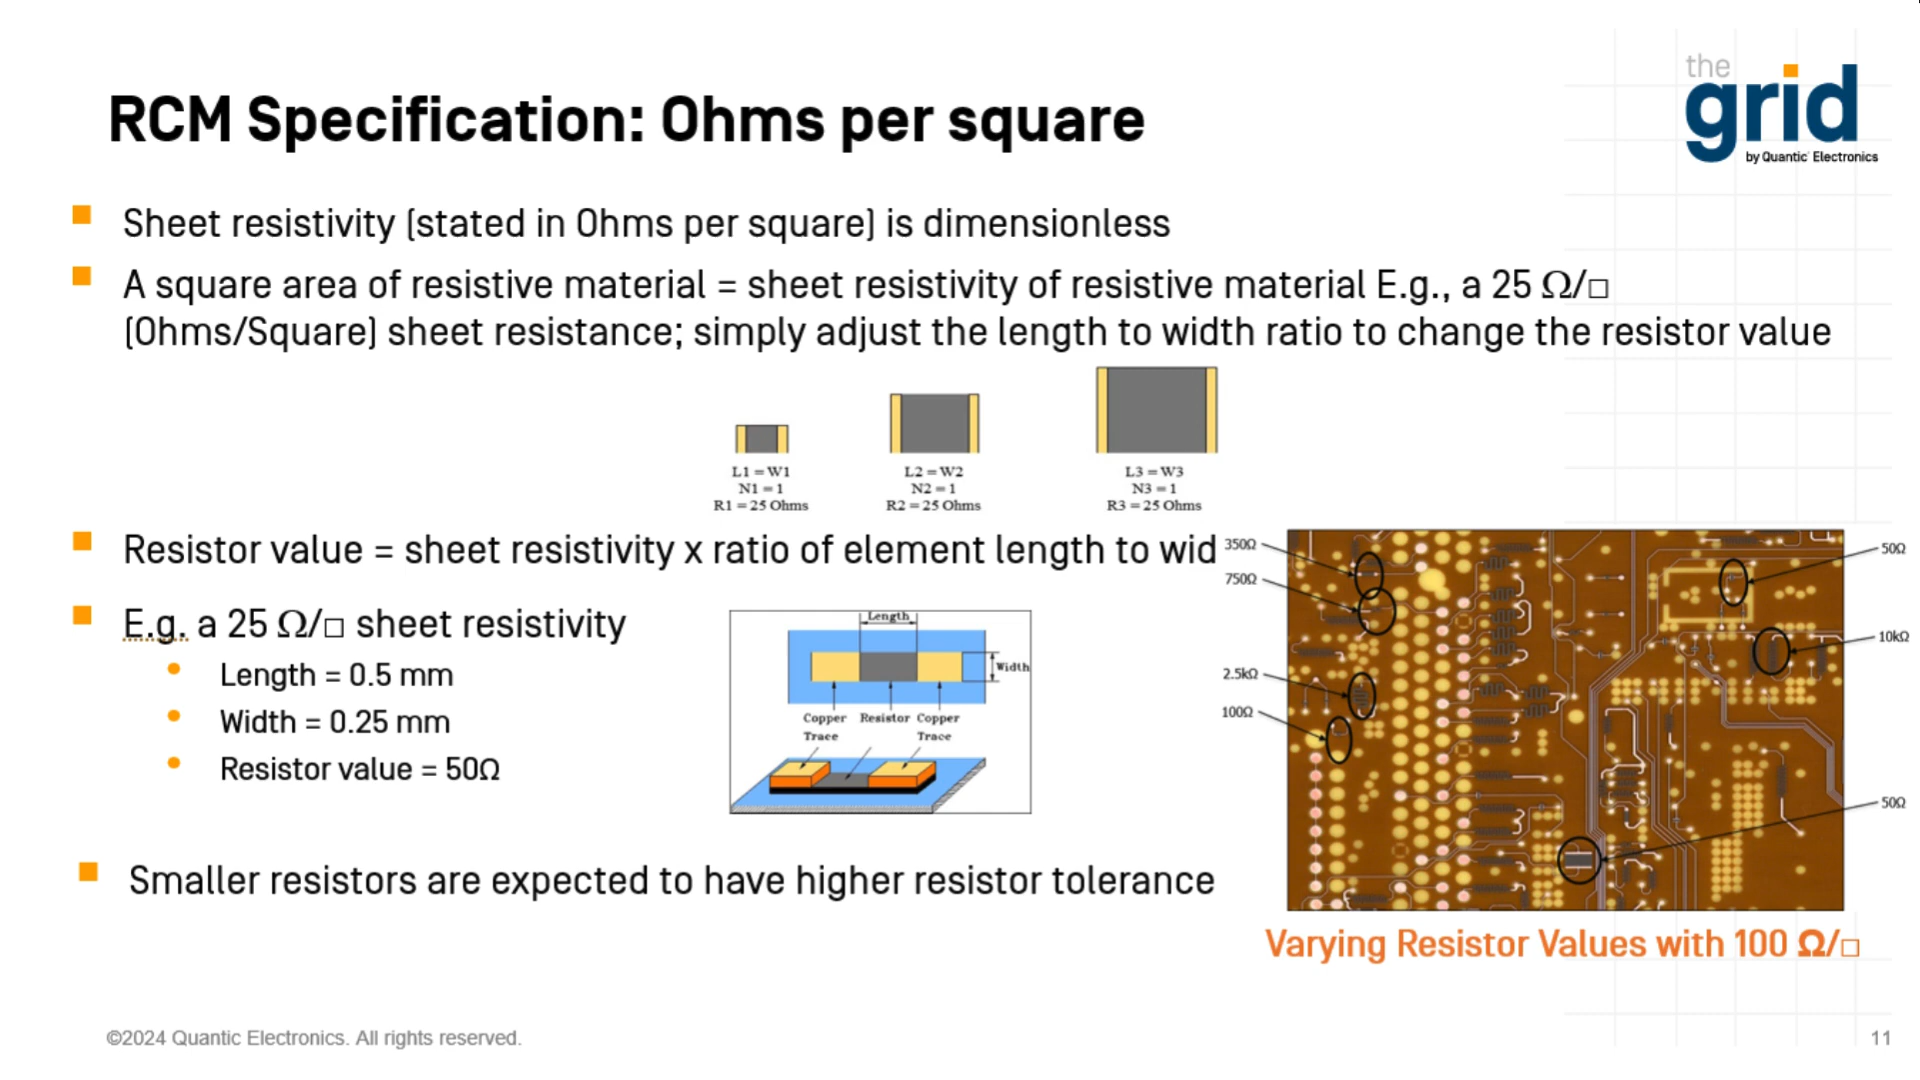 the
grid
by Quantic Electronics
RCM Specification: Ohms per square
Sheet resistivity (stated in Ohms per square) is dimensionless
A square area of resistive material = sheet resistivity of resistive material E.g., a 25 Ω/□
(Ohms/Square) sheet resistance; simply adjust the length to width ratio to change the resistor value
L1 = W1
N1 = 1
R1 = 25 Ohms
L2 = W2
N2 = 1
R2 = 25 Ohms
L3 = W3
N3 = 1
R3 = 25 Ohms
Resistor value = sheet resistivity x ratio of element length to wid
E.g. a 25 Ω/□ sheet resistivity
Length = 0.5 mm
Width = 0.25 mm
Resistor value = 50Ω
Length
Width
Copper Resistor Copper
Trace Trace
350Ω
750Ω
2.5kΩ
100Ω
50Ω
10kΩ
50Ω
Smaller resistors are expected to have higher resistor tolerance
Varying Resistor Values with 100 Ω/□
©2024 Quantic Electronics. All rights reserved.
11